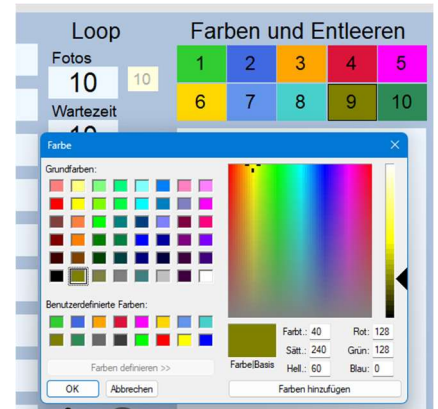 Loop
Farben und Entleeren
Fotos
10
10
Wartezeit
1 2 3 4 5
6 7 8 9 10
Farbe
Grundfarben:
Benutzerdefinierte Farben:
Farben definieren >>
OK Abbrechen
Farbe|Basis
Farbt.: 40 Rot: 128
Sätt.: 240 Grün: 128
Hell.: 60 Blau: 0
Farben hinzufügen